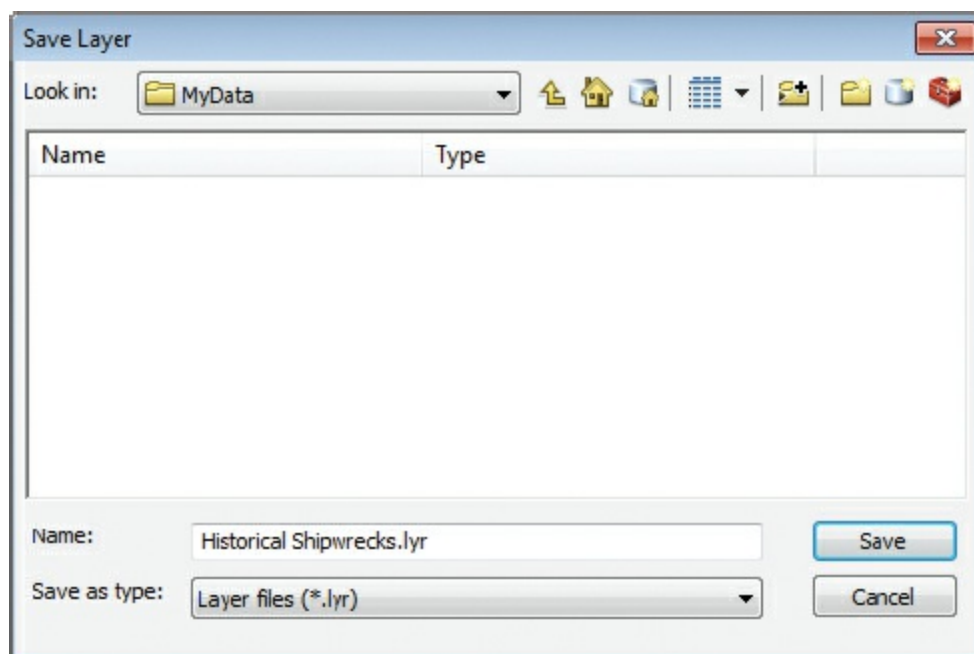 Save Layer
Look in: MyData
Name Type
Name: Historical Shipwrecks.lyr Save
Save as type: Layer files (*.lyr) Cancel